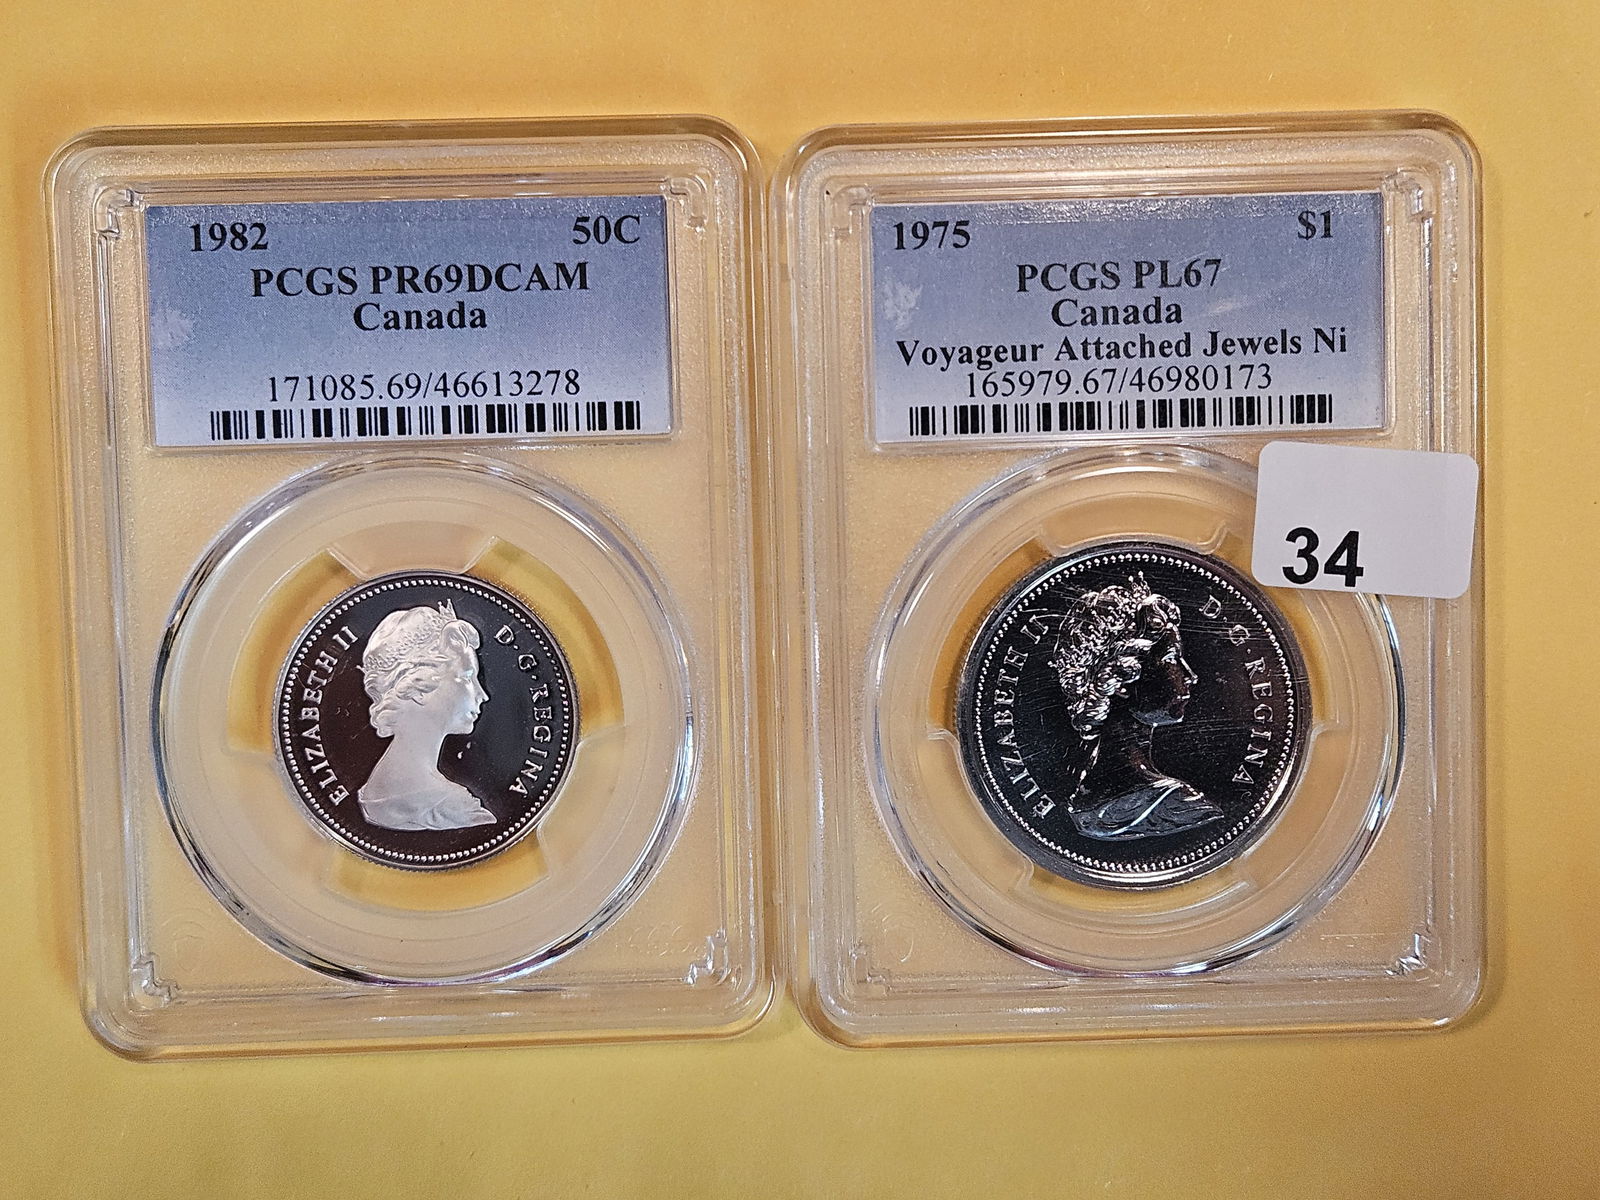 1982 50C
PCGS PR69DCAM
Canada
171085.69/46613278
ELIZABETH II D·G·REGINA
1975 $1
PCGS PL67
Canada
Voyageur Attached Jewels Ni
165979.67/46980173
34
ELIZABETH II D·G·REGINA